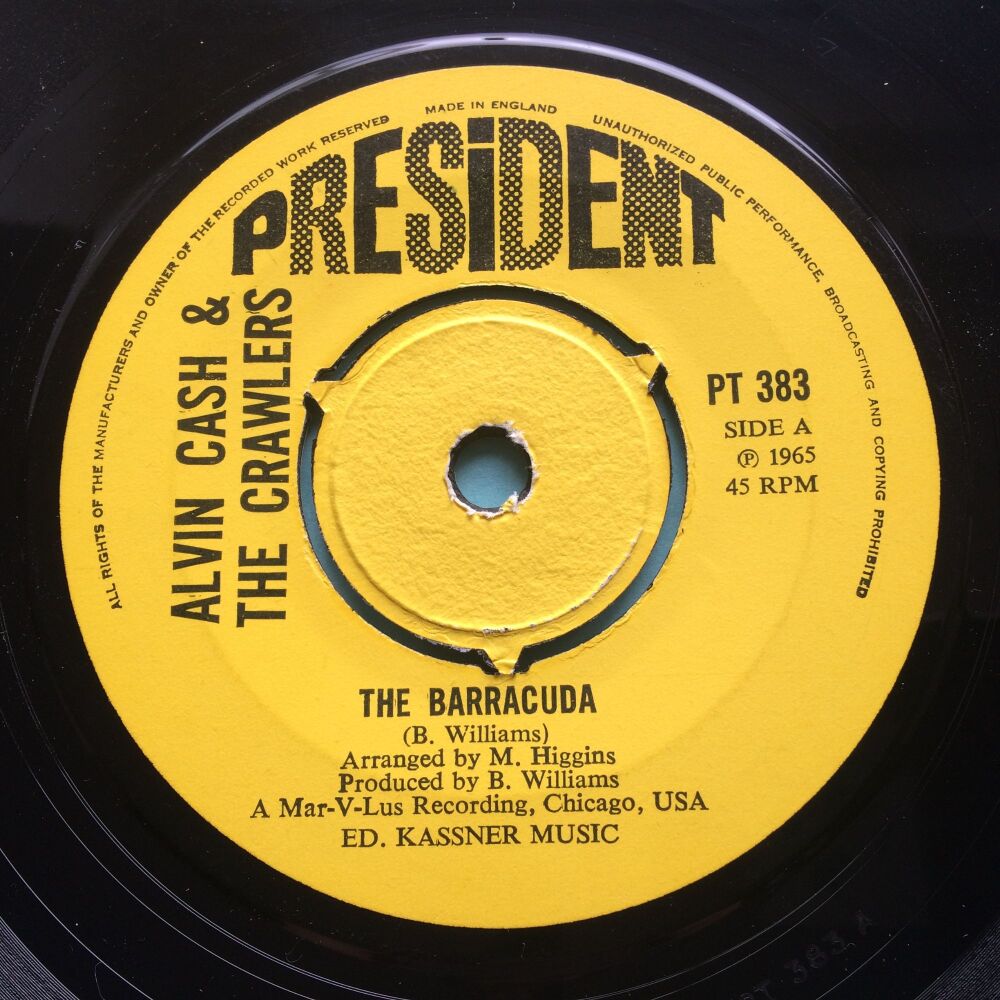 ALL RIGHTS OF THE MANUFACTURERS AND OWNER OF THE RECORDED WORK RESERVED
MADE IN ENGLAND
UNAUTHORIZED PUBLIC PERFORMANCE, BROADCASTING AND COPYING PROHIBITED
PRESiDENT
ALVIN CASH &
THE CRAWLERS
PT 383
SIDE A
℗ 1965
45 RPM
THE BARRACUDA
(B. Williams)
Arranged by M. Higgins
Produced by B. Williams
A Mar-V-Lus Recording, Chicago, USA
ED. KASSNER MUSIC
PT 383 A